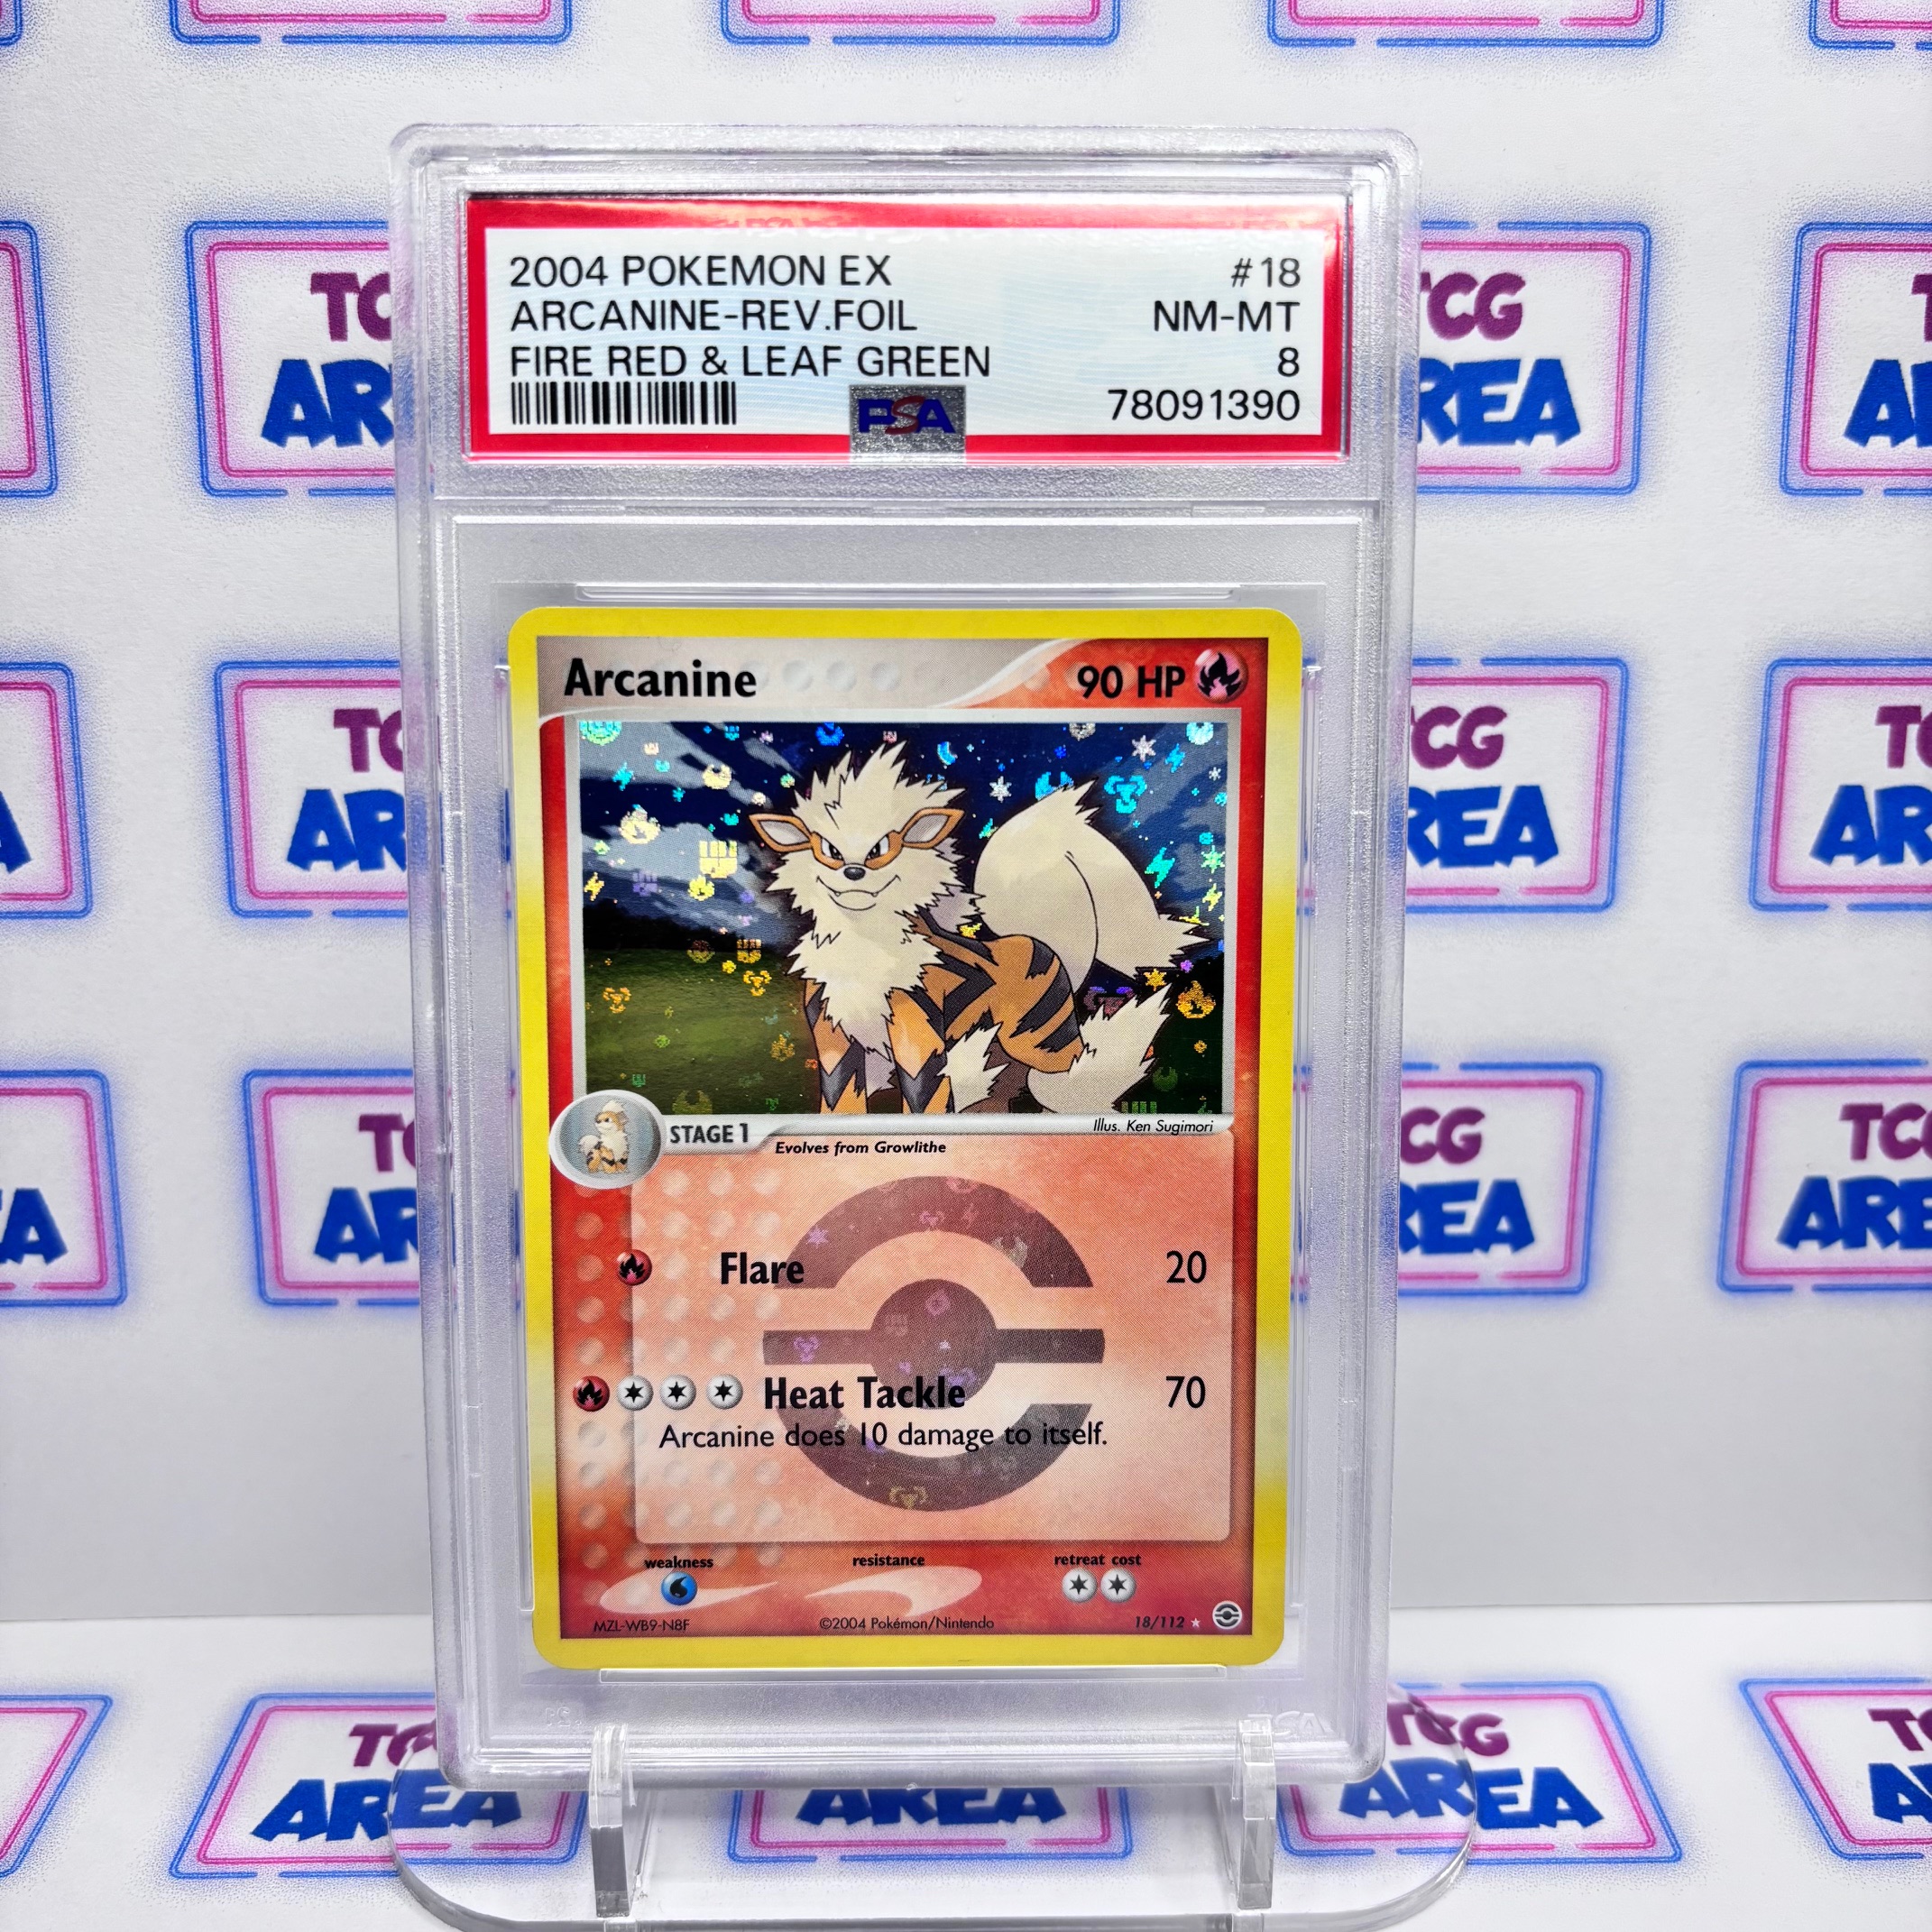 2004 POKEMON EX #18
ARCANINE-REV.FOIL NM-MT
FIRE RED & LEAF GREEN 8
PSA 78091390
Arcanine 90 HP
STAGE 1
Evolves from Growlithe
Illus. Ken Sugimori
Flare 20
Heat Tackle 70
Arcanine does 10 damage to itself.
weakness resistance retreat cost
MZL-WB9-N8F ©2004 Pokémon/Nintendo 18/112
TCG
AREA